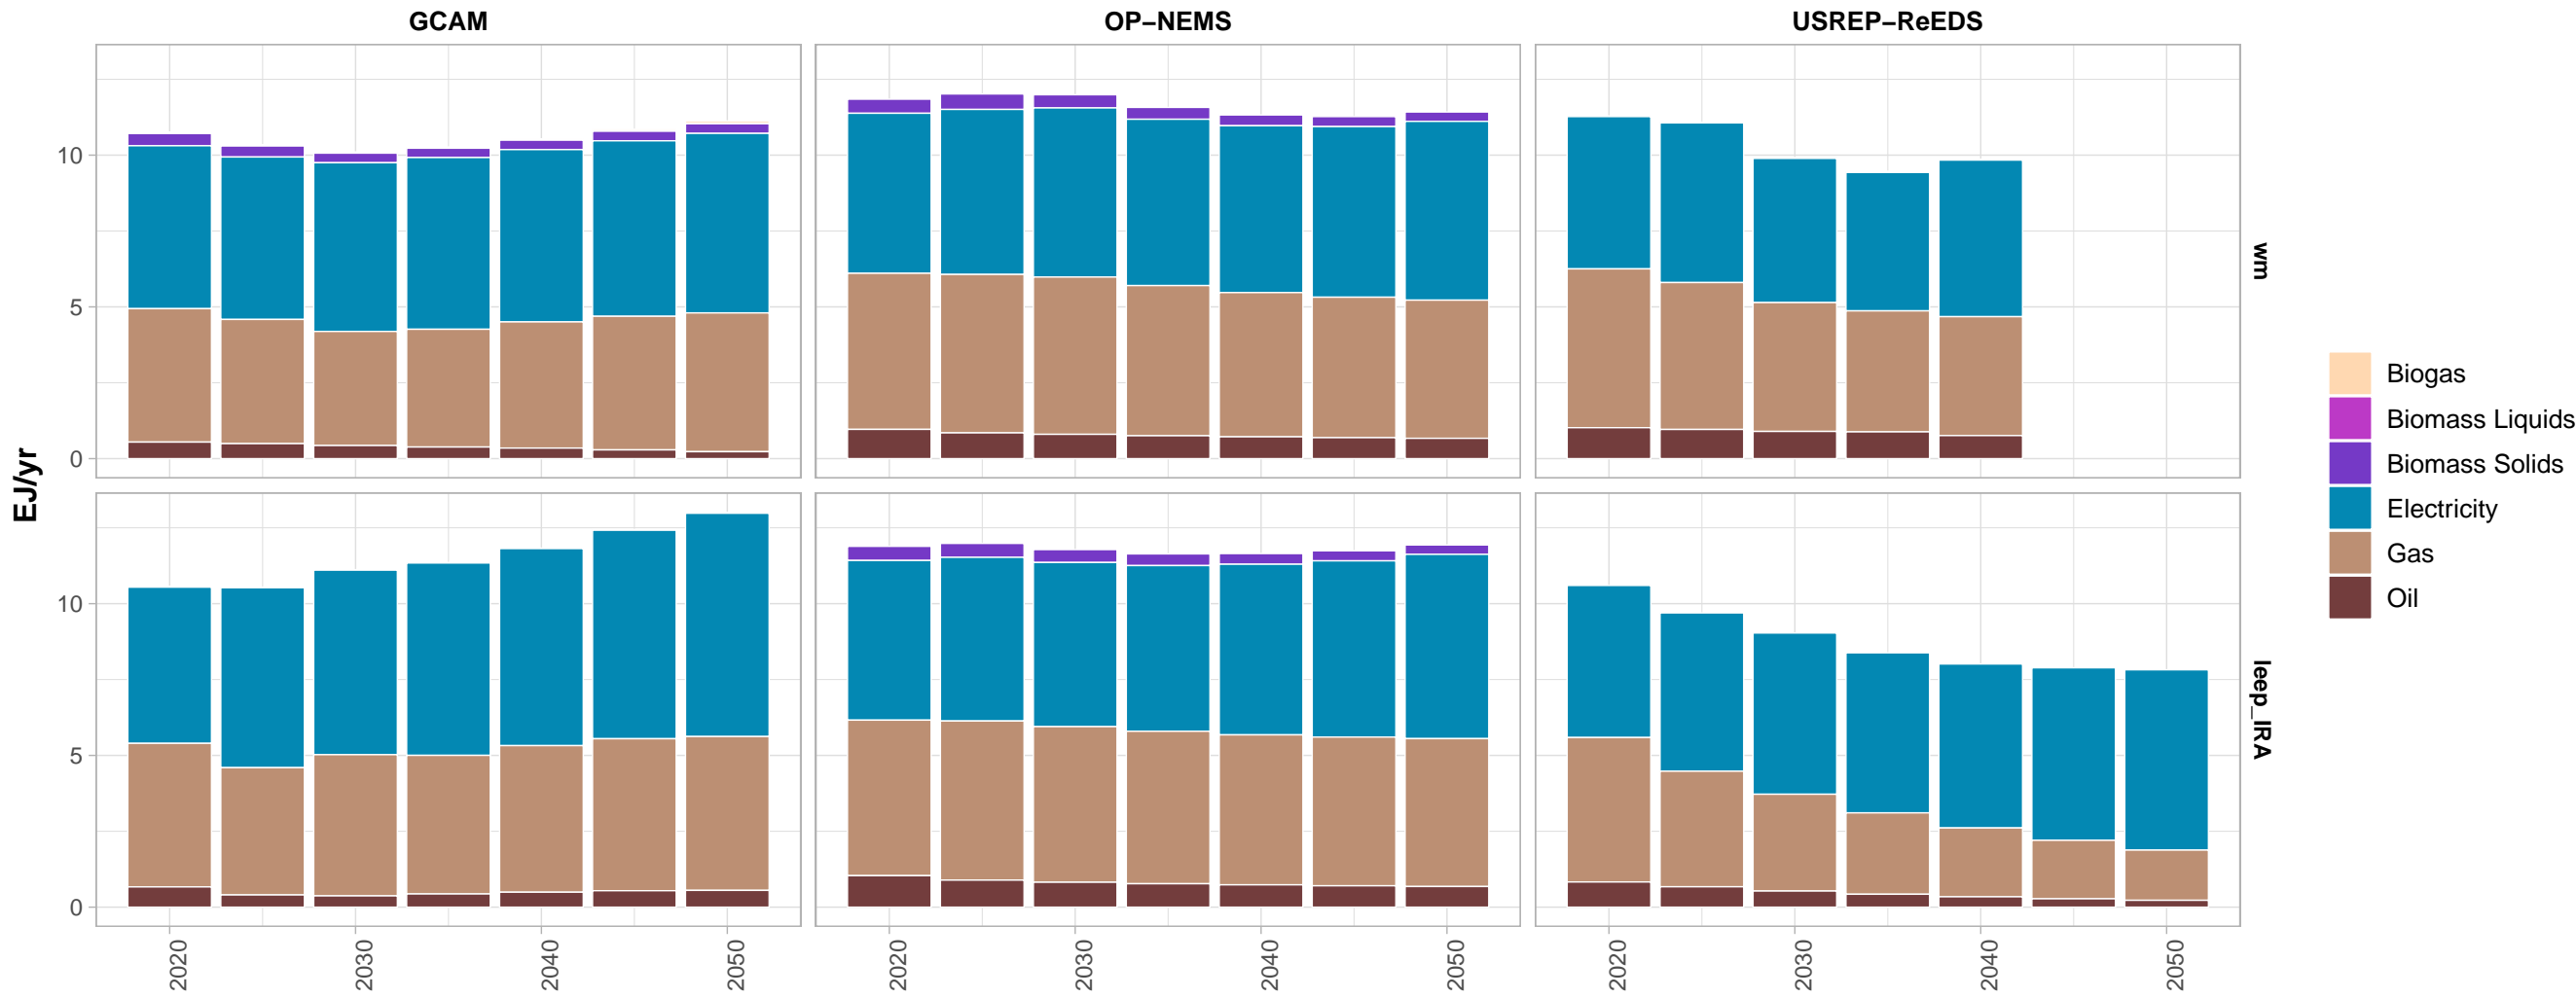 GCAM
OP−NEMS
USREP−ReEDS
EJ/yr
10
5
0
wm
10
5
0
leep_IRA
2020
2030
2040
2050
2020
2030
2040
2050
2020
2030
2040
2050
Biogas
Biomass Liquids
Biomass Solids
Electricity
Gas
Oil